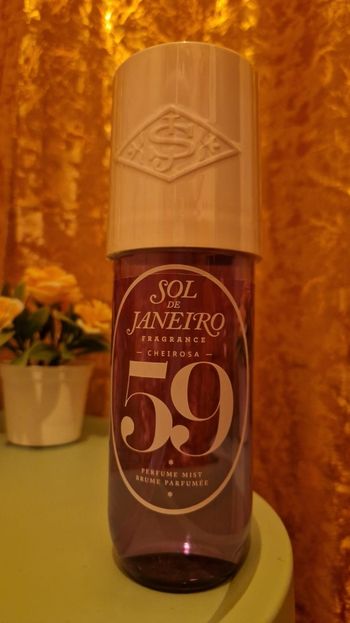 SOL
DE
JANEIRO
FRAGRANCE
— CHEIROSA —
59
PERFUME MIST
BRUME PARFUMÉE